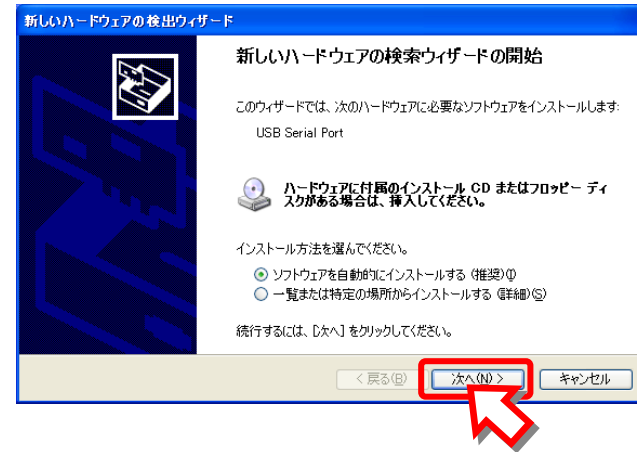 新しいハードウェアの検出ウィザード
新しいハードウェアの検索ウィザードの開始
このウィザードでは、次のハードウェアに必要なソフトウェアをインストールします:
USB Serial Port
ハードウェアに付属のインストール CD またはフロッピー ディ
スクがある場合は、挿入してください。
インストール方法を選んでください。
ソフトウェアを自動的にインストールする (推奨)(I)
一覧または特定の場所からインストールする (詳細)(S)
続行するには、[次へ] をクリックしてください。
< 戻る(B) 次へ(N) > キャンセル